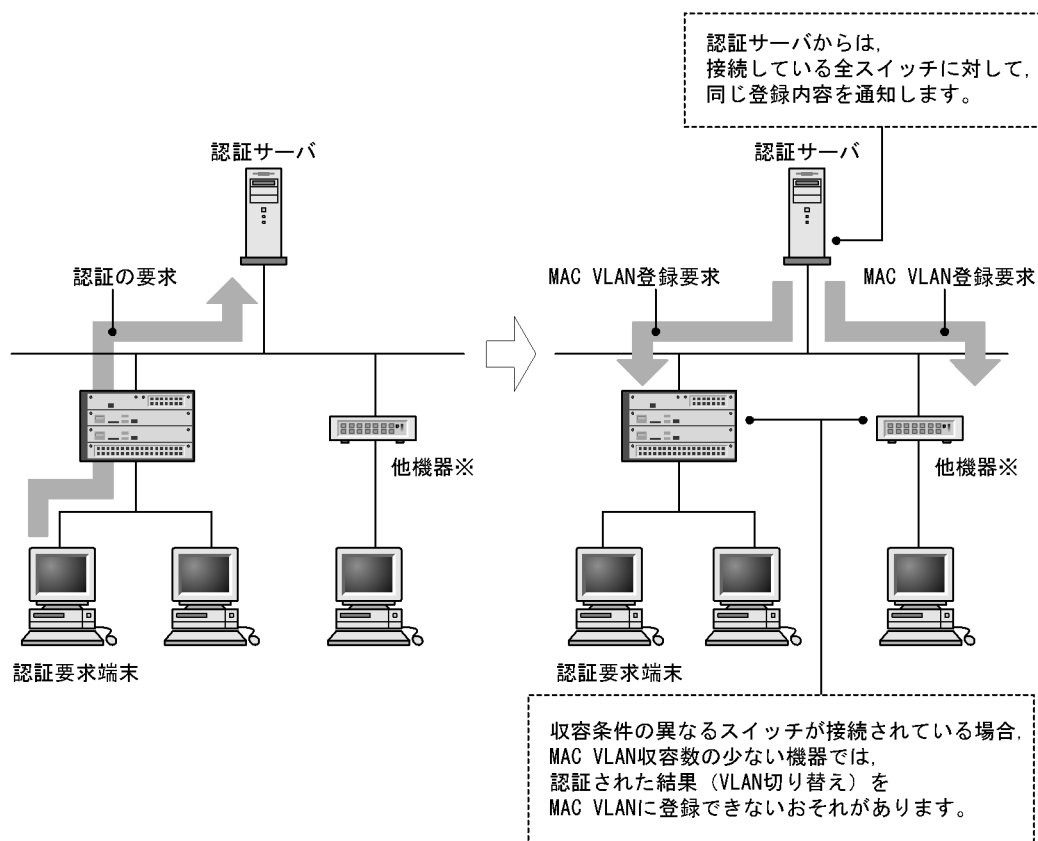 認証サーバからは,
接続している全スイッチに対して,
同じ登録内容を通知します。
認証サーバ
認証サーバ
認証の要求
MAC VLAN登録要求
MAC VLAN登録要求
他機器※
他機器※
認証要求端末
認証要求端末
収容条件の異なるスイッチが接続されている場合,
MAC VLAN収容数の少ない機器では,
認証された結果（VLAN切り替え）を
MAC VLANに登録できないおそれがあります。